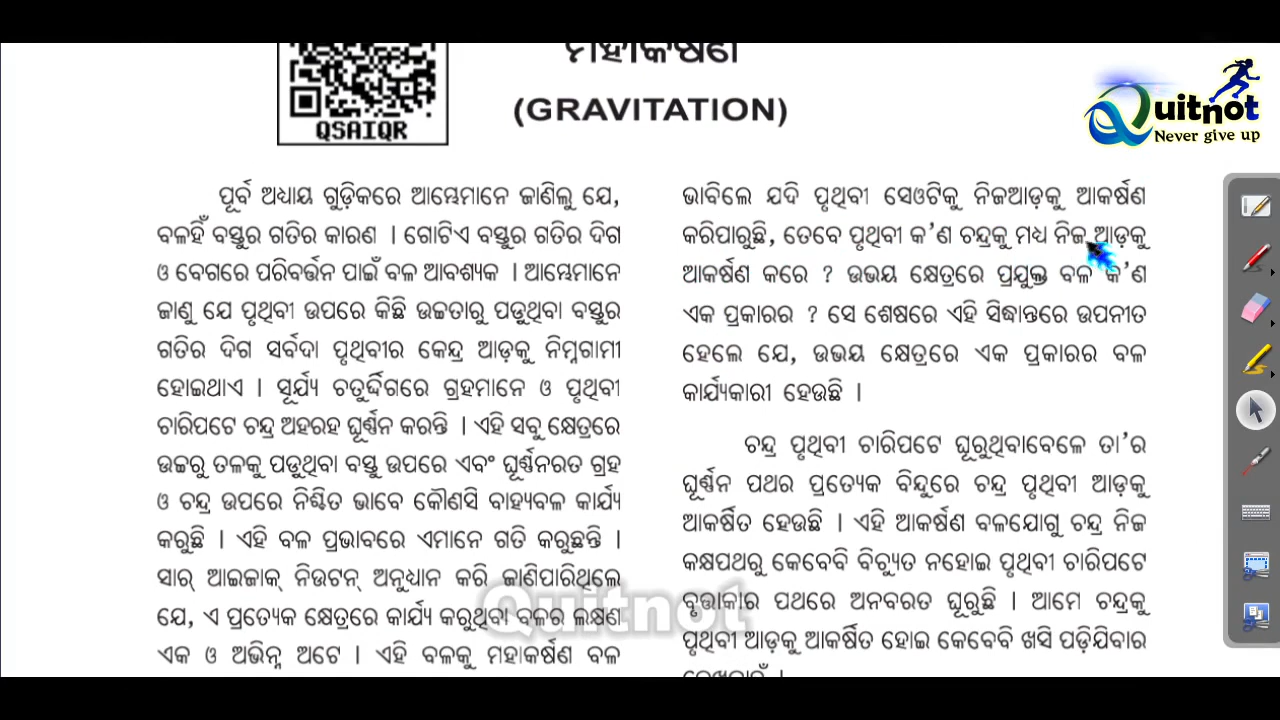 ମହାକର୍ଷଣ
(GRAVITATION)
QSAIQR
Quitnot
Never give up
ପୂର୍ବ ଅଧ୍ୟାୟ ଗୁଡ଼ିକରେ ଆମ୍ଭେମାନେ ଜାଣିଲୁ ଯେ,
ବଳହିଁ ବସ୍ତୁର ଗତିର କାରଣ । ଗୋଟିଏ ବସ୍ତୁର ଗତିର ଦିଗ
ଓ ବେଗରେ ପରିବର୍ତ୍ତନ ପାଇଁ ବଳ ଆବଶ୍ୟକ । ଆମ୍ଭେମାନେ
ଜାଣୁ ଯେ ପୃଥିବୀ ଉପରେ କିଛି ଉଚ୍ଚତାରୁ ପଡୁଥିବା ବସ୍ତୁର
ଗତିର ଦିଗ ସର୍ବଦା ପୃଥିବୀର କେନ୍ଦ୍ର ଆଡ଼କୁ ନିମ୍ନଗାମୀ
ହୋଇଥାଏ । ସୂର୍ଯ୍ୟ ଚତୁର୍ଦ୍ଦିଗରେ ଗ୍ରହମାନେ ଓ ପୃଥିବୀ
ଚାରିପଟେ ଚନ୍ଦ୍ର ଅହରହ ଘୂର୍ଣ୍ଣନ କରନ୍ତି । ଏହି ସବୁ କ୍ଷେତ୍ରରେ
ଉଚ୍ଚରୁ ତଳକୁ ପଡୁଥିବା ବସ୍ତୁ ଉପରେ ଏବଂ ଘୂର୍ଣ୍ଣନରତ ଗ୍ରହ
ଓ ଚନ୍ଦ୍ର ଉପରେ ନିଶ୍ଚିତ ଭାବେ କୌଣସି ବାହ୍ୟବଳ କାର୍ଯ୍ୟ
କରୁଛି । ଏହି ବଳ ପ୍ରଭାବରେ ଏମାନେ ଗତି କରୁଛନ୍ତି ।
ସାର୍ ଆଇଜାକ୍ ନିଉଟନ୍ ଅନୁଧ୍ୟାନ କରି ଜାଣିପାରିଥିଲେ
ଯେ, ଏ ପ୍ରତ୍ୟେକ କ୍ଷେତ୍ରରେ କାର୍ଯ୍ୟ କରୁଥିବା ବଳର ଲକ୍ଷଣ
ଏକ ଓ ଅଭିନ୍ନ ଅଟେ । ଏହି ବଳକୁ ମହାକର୍ଷଣ ବଳ
ଭାବିଲେ ଯଦି ପୃଥିବୀ ସେଓଟିକୁ ନିଜଆଡ଼କୁ ଆକର୍ଷଣ
କରିପାରୁଛି, ତେବେ ପୃଥିବୀ କ'ଣ ଚନ୍ଦ୍ରକୁ ମଧ୍ୟ ନିଜ ଆଡ଼କୁ
ଆକର୍ଷଣ କରେ ? ଉଭୟ କ୍ଷେତ୍ରରେ ପ୍ରଯୁକ୍ତ ବଳ କ'ଣ
ଏକ ପ୍ରକାରର ? ସେ ଶେଷରେ ଏହି ସିଦ୍ଧାନ୍ତରେ ଉପନୀତ
ହେଲେ ଯେ, ଉଭୟ କ୍ଷେତ୍ରରେ ଏକ ପ୍ରକାରର ବଳ
କାର୍ଯ୍ୟକାରୀ ହେଉଛି ।
ଚନ୍ଦ୍ର ପୃଥିବୀ ଚାରିପଟେ ଘୂରୁଥିବାବେଳେ ତା'ର
ଘୂର୍ଣ୍ଣନ ପଥର ପ୍ରତ୍ୟେକ ବିନ୍ଦୁରେ ଚନ୍ଦ୍ର ପୃଥିବୀ ଆଡ଼କୁ
ଆକର୍ଷିତ ହେଉଛି । ଏହି ଆକର୍ଷଣ ବଳଯୋଗୁ ଚନ୍ଦ୍ର ନିଜ
କକ୍ଷପଥରୁ କେବେବି ବିଚ୍ୟୁତ ନହୋଇ ପୃଥିବୀ ଚାରିପଟେ
ବୃତ୍ତାକାର ପଥରେ ଅନବରତ ଘୂରୁଛି । ଆମେ ଚନ୍ଦ୍ରକୁ
ପୃଥିବୀ ଆଡ଼କୁ ଆକର୍ଷିତ ହୋଇ କେବେବି ଖସି ପଡ଼ିଯିବାର
Quitnot